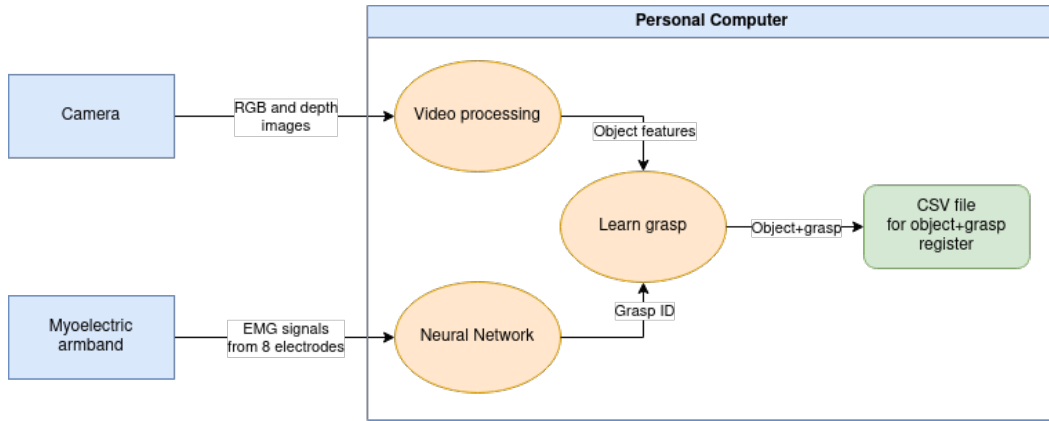 Personal Computer
Camera
RGB and depth
images
Video processing
Object features
Learn grasp
Object+grasp
CSV file
for object+grasp
register
Grasp ID
Myoelectric
armband
EMG signals
from 8 electrodes
Neural Network